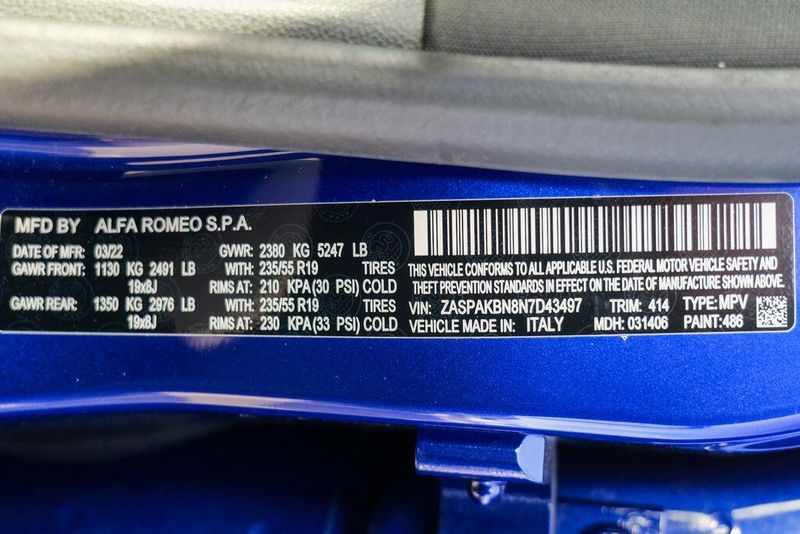 MFD BY ALFA ROMEO S.P.A.
DATE OF MFR: 03/22 GVWR: 2380 KG 5247 LB
GAWR FRONT: 1130 KG 2491 LB WITH: 235/55 R19 TIRES
19x8J RIMS AT: 210 KPA(30 PSI) COLD
GAWR REAR: 1350 KG 2976 LB WITH: 235/55 R19 TIRES
19x8J RIMS AT: 230 KPA(33 PSI) COLD
THIS VEHICLE CONFORMS TO ALL APPLICABLE U.S. FEDERAL MOTOR VEHICLE SAFETY AND
THEFT PREVENTION STANDARDS IN EFFECT ON THE DATE OF MANUFACTURE SHOWN ABOVE.
VIN: ZASPAKBN8N7D43497 TRIM: 414 TYPE: MPV
VEHICLE MADE IN: ITALY MDH: 031406 PAINT:486